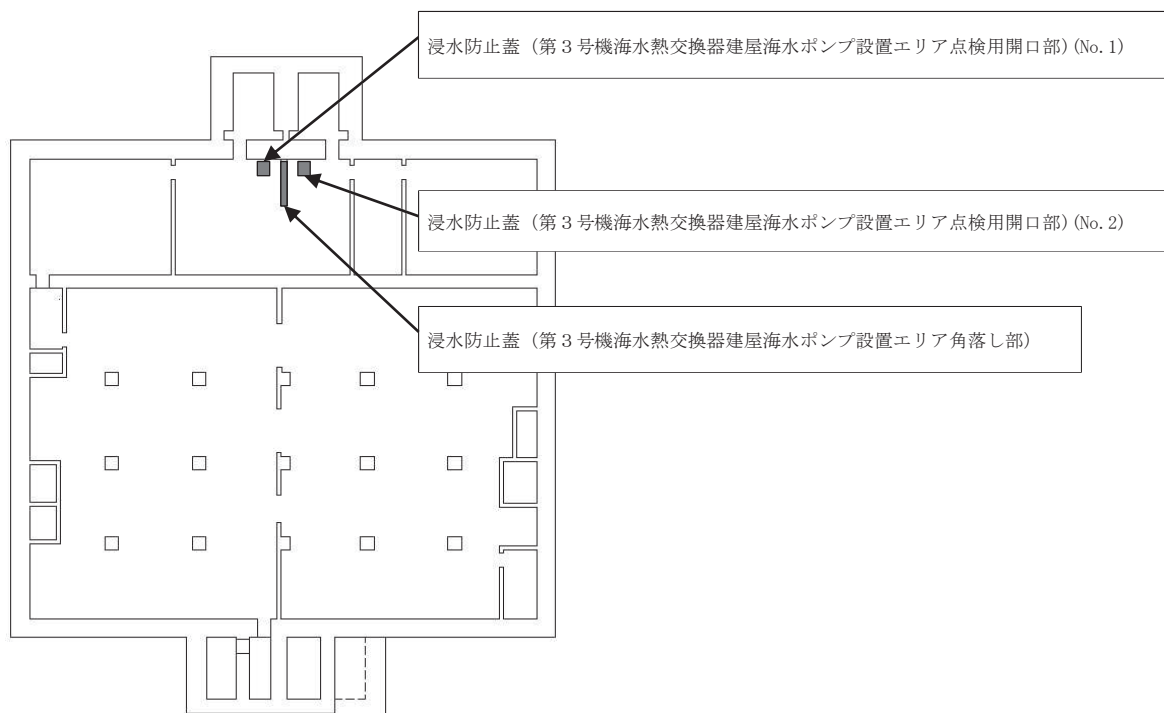 浸水防止蓋（第３号機海水熱交換器建屋海水ポンプ設置エリア点検用開口部）(No.1)
浸水防止蓋（第３号機海水熱交換器建屋海水ポンプ設置エリア点検用開口部）(No.2)
浸水防止蓋（第３号機海水熱交換器建屋海水ポンプ設置エリア角落し部）